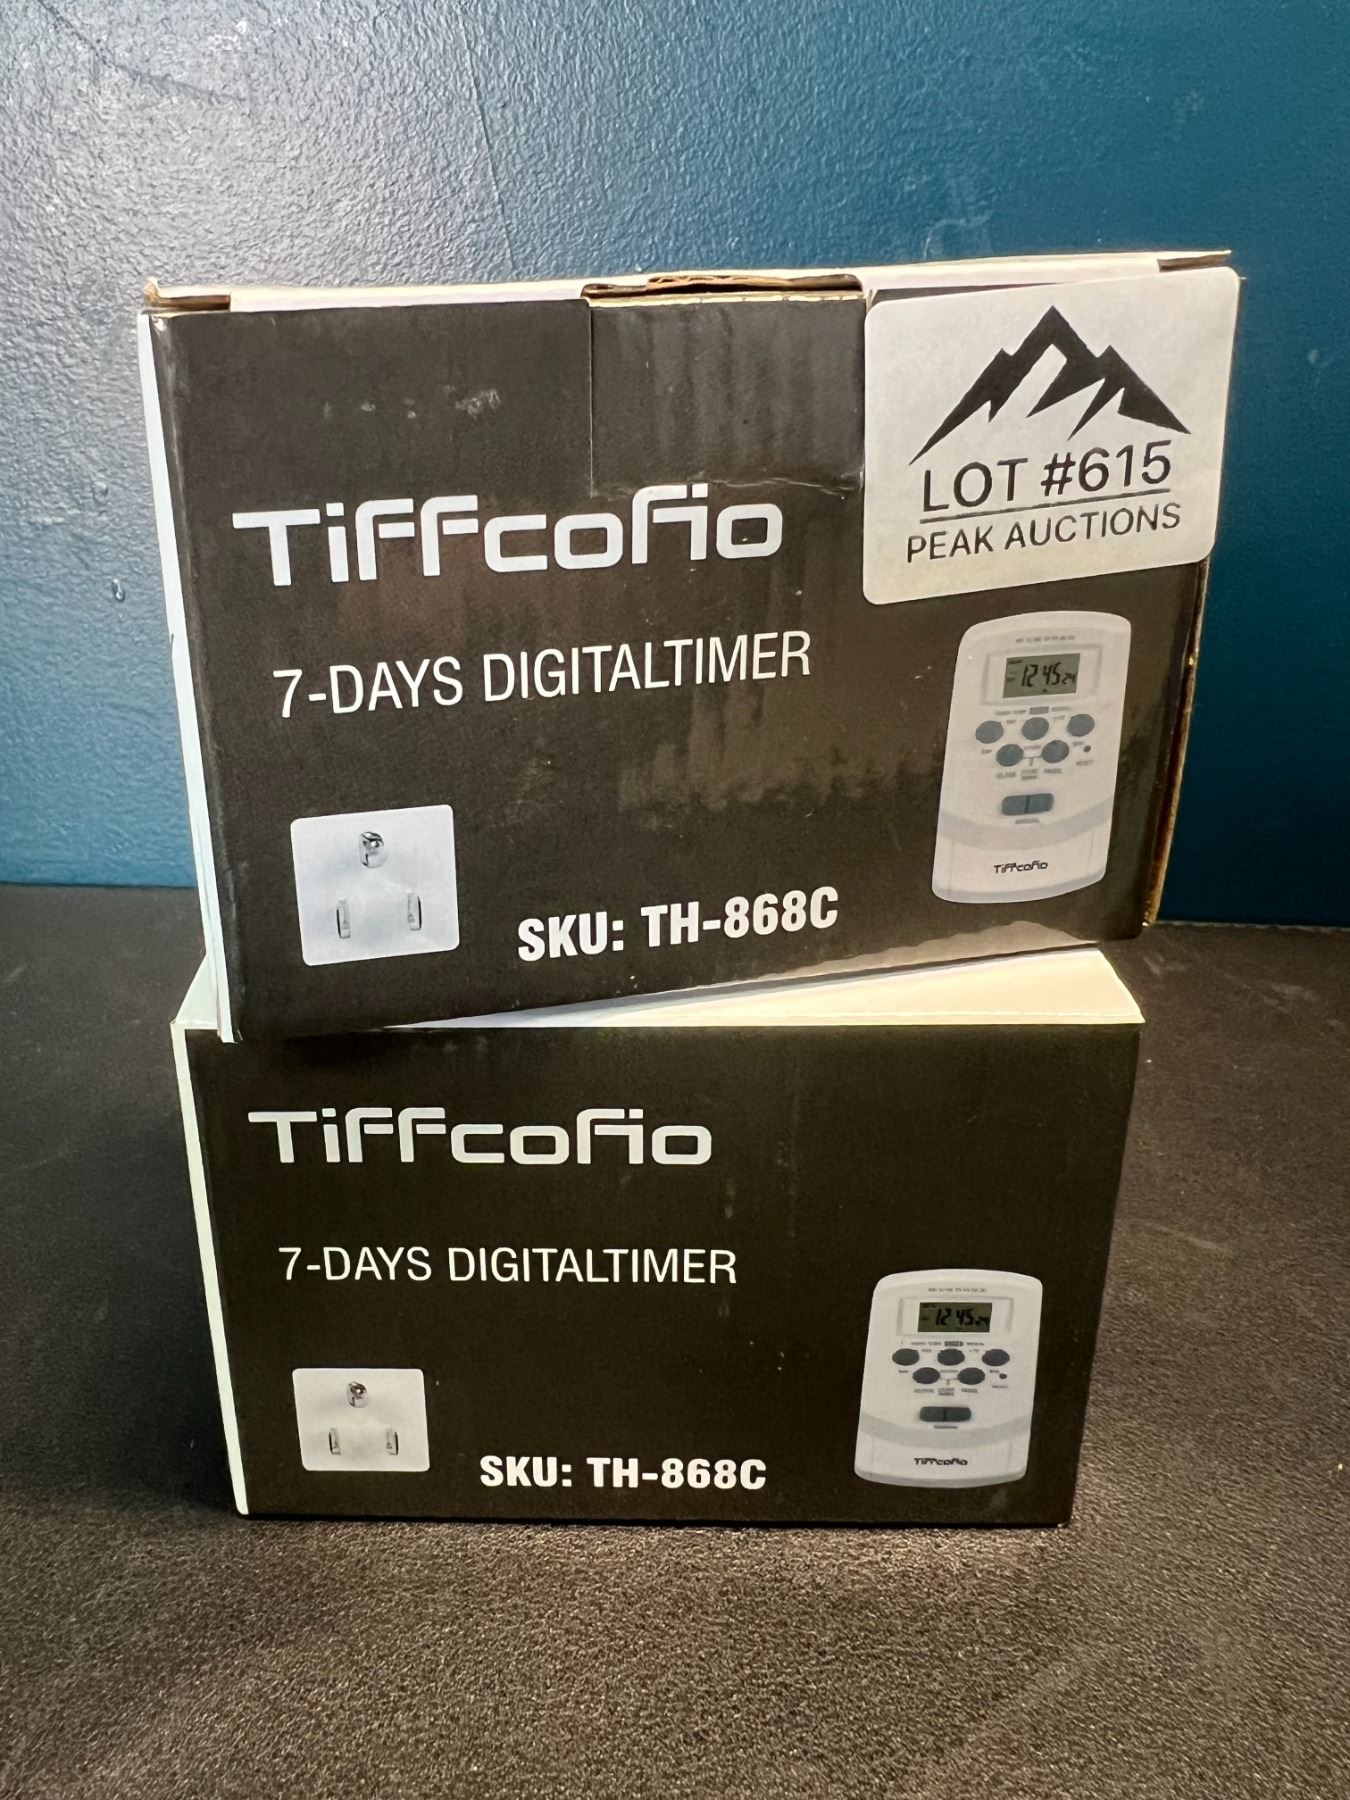 Tiffcofio
LOT #615
PEAK AUCTIONS
7-DAYS DIGITALTIMER
12:45 24
Tiffcofio
SKU: TH-868C
Tiffcofio
7-DAYS DIGITALTIMER
12:45
Tiffcofio
SKU: TH-868C